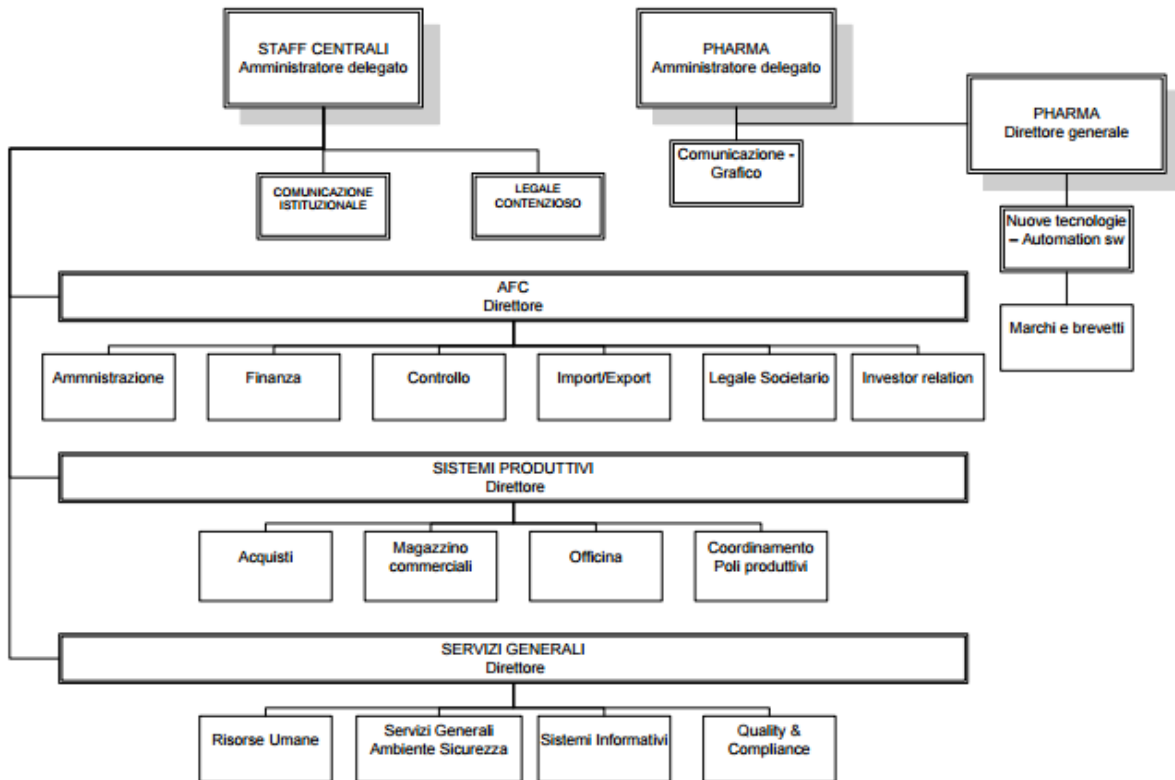 STAFF CENTRALI
Amministratore delegato
PHARMA
Amministratore delegato
PHARMA
Direttore generale
COMUNICAZIONE
ISTITUZIONALE
LEGALE
CONTENZIOSO
Comunicazione -
Grafico
Nuove tecnologie
– Automation sw
Marchi e brevetti
AFC
Direttore
Ammnistrazione
Finanza
Controllo
Import/Export
Legale Societario
Investor relation
SISTEMI PRODUTTIVI
Direttore
Acquisti
Magazzino
commerciali
Officina
Coordinamento
Poli produttivi
SERVIZI GENERALI
Direttore
Risorse Umane
Servizi Generali
Ambiente Sicurezza
Sistemi Informativi
Quality &
Compliance